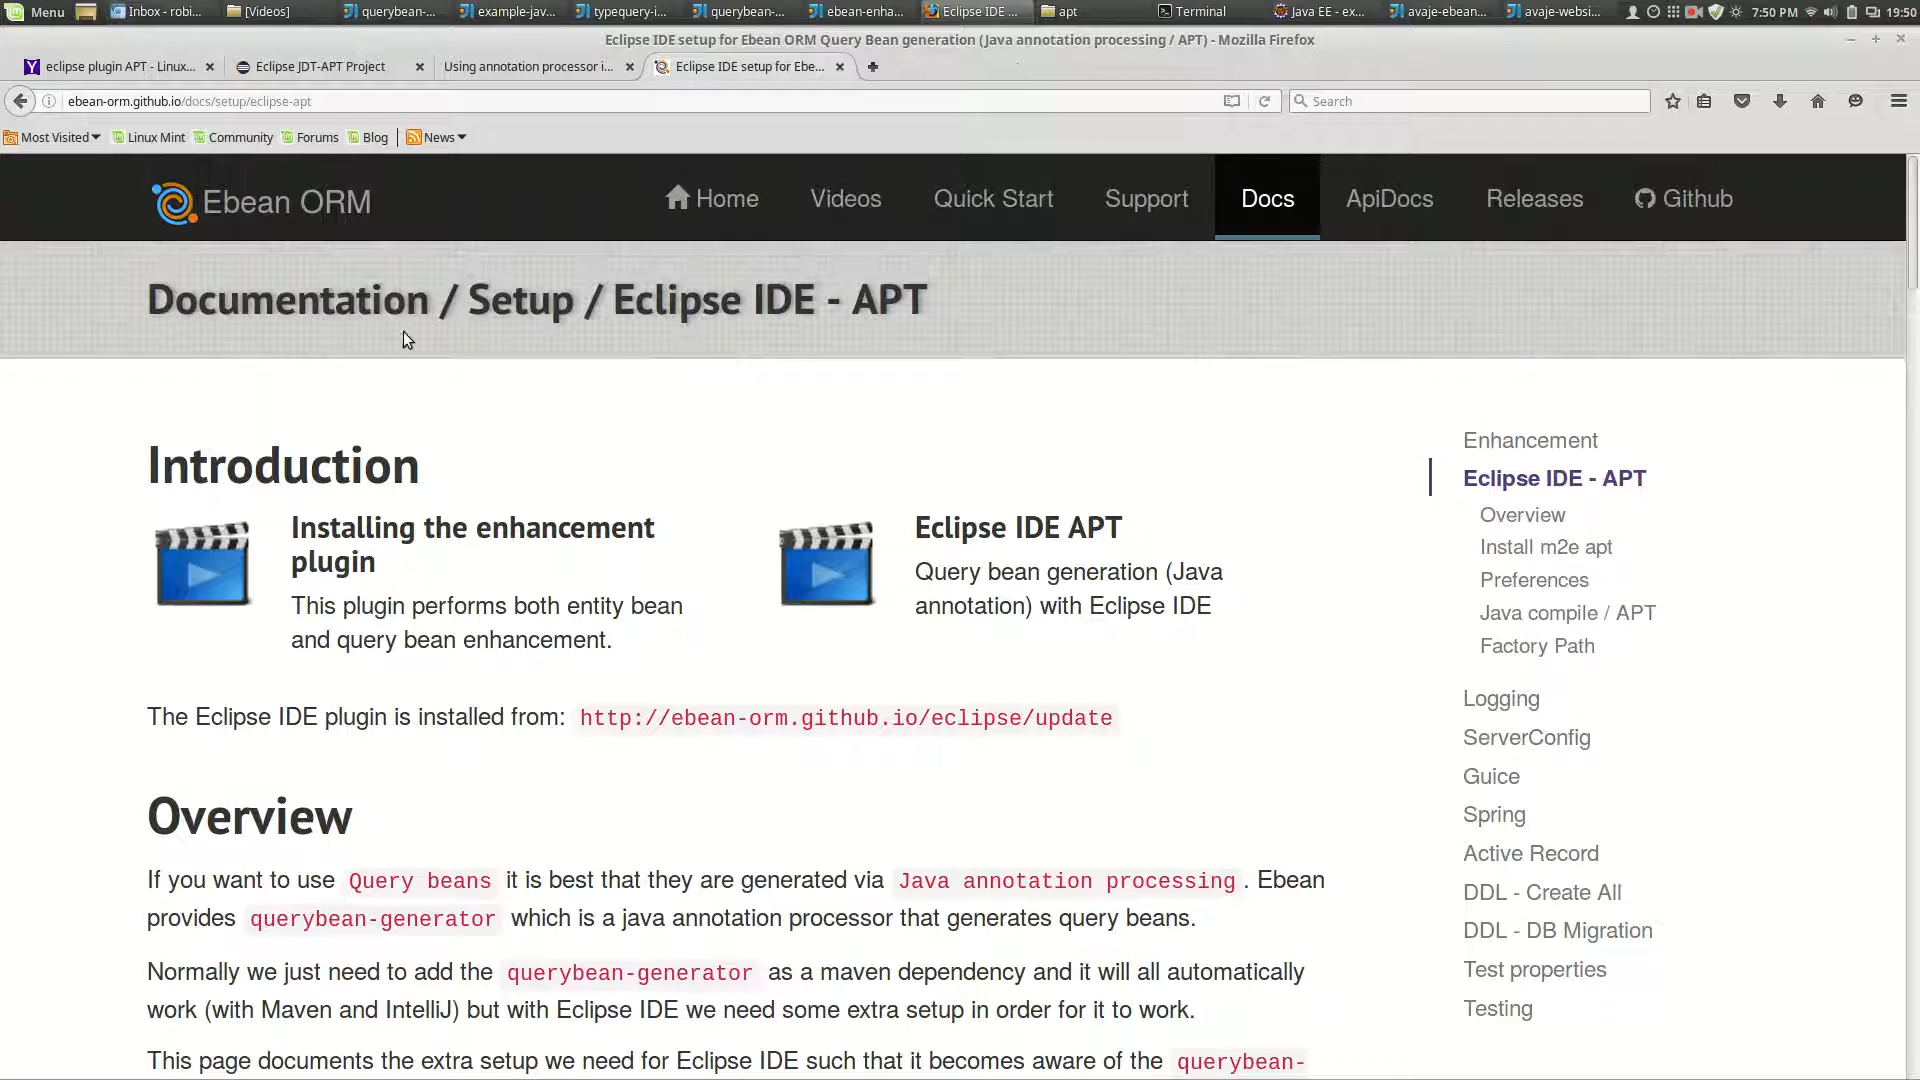 Menu Inbox - robi... [Videos] querybean-... example-jav... typequery-i... querybean-... ebean-enha... Eclipse IDE ... apt Terminal Java EE - ex... avaje-ebean... avaje-websi... 7:50 PM 19:50
Eclipse IDE setup for Ebean ORM Query Bean generation (Java annotation processing / APT) - Mozilla Firefox
eclipse plugin APT - Linux... Eclipse JDT-APT Project Using annotation processor i... Eclipse IDE setup for Ebe...
ebean-orm.github.io/docs/setup/eclipse-apt Search
Most Visited Linux Mint Community Forums Blog News
Ebean ORM Home Videos Quick Start Support Docs ApiDocs Releases Github
Documentation / Setup / Eclipse IDE - APT
Introduction
Installing the enhancement
plugin
This plugin performs both entity bean
and query bean enhancement.
Eclipse IDE APT
Query bean generation (Java
annotation) with Eclipse IDE
The Eclipse IDE plugin is installed from: http://ebean-orm.github.io/eclipse/update
Overview
If you want to use Query beans it is best that they are generated via Java annotation processing . Ebean
provides querybean-generator which is a java annotation processor that generates query beans.
Normally we just need to add the querybean-generator as a maven dependency and it will all automatically
work (with Maven and IntelliJ) but with Eclipse IDE we need some extra setup in order for it to work.
This page documents the extra setup we need for Eclipse IDE such that it becomes aware of the querybean-
Enhancement
Eclipse IDE - APT
Overview
Install m2e apt
Preferences
Java compile / APT
Factory Path
Logging
ServerConfig
Guice
Spring
Active Record
DDL - Create All
DDL - DB Migration
Test properties
Testing